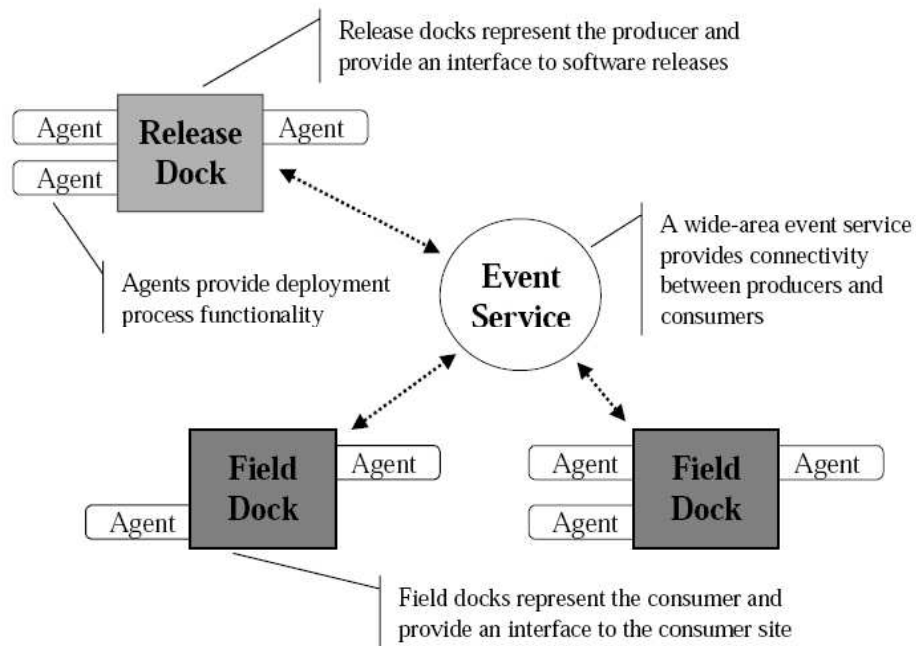 Release docks represent the producer and
provide an interface to software releases
Agent
Release
Dock
Agent
Agent
A wide-area event service
provides connectivity
between producers and
consumers
Event
Service
Agents provide deployment
process functionality
Field
Dock
Agent
Agent
Agent
Field
Dock
Agent
Agent
Field docks represent the consumer and
provide an interface to the consumer site